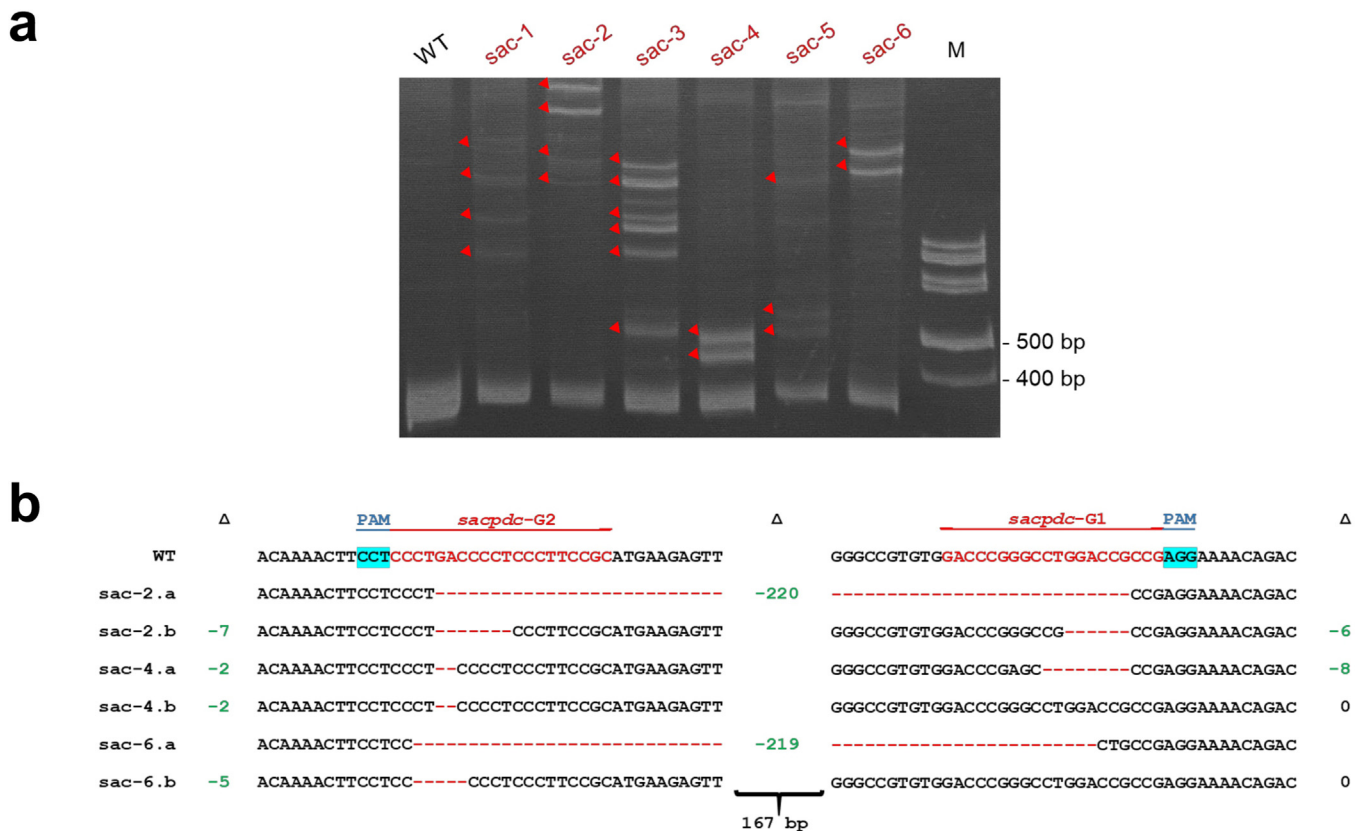 a
WT sac-1 sac-2 sac-3 sac-4 sac-5 sac-6 M
- 500 bp
- 400 bp
b
Δ PAM sacpdc-G2 Δ sacpdc-G1 PAM Δ
WT ACAAAACTTCCTCCCTGACCCCTCCCTTCCGCATGAAGAGTT GGGCCGTGTGGACCCGGGCCTGGACCGCCGAGGAAAACAGAC
sac-2.a ACAAAACTTCCTCCCT-------------------------- -220 ---------------------------CCGAGGAAAACAGAC
sac-2.b -7 ACAAAACTTCCTCCCT-------CCCTTCCGCATGAAGAGTT GGGCCGTGTGGACCCGGGCCG------CCGAGGAAAACAGAC -6
sac-4.a -2 ACAAAACTTCCTCCCT--CCCCTCCCTTCCGCATGAAGAGTT GGGCCGTGTGGACCCGAGC--------CCGAGGAAAACAGAC -8
sac-4.b -2 ACAAAACTTCCTCCCT--CCCCTCCCTTCCGCATGAAGAGTT GGGCCGTGTGGACCCGGGCCTGGACCGCCGAGGAAAACAGAC 0
sac-6.a ACAAAACTTCCTCC---------------------------- -219 ------------------------CTGCCGAGGAAAACAGAC
sac-6.b -5 ACAAAACTTCCTCC-----CCCTCCCTTCCGCATGAAGAGTT GGGCCGTGTGGACCCGGGCCTGGACCGCCGAGGAAAACAGAC 0
167 bp